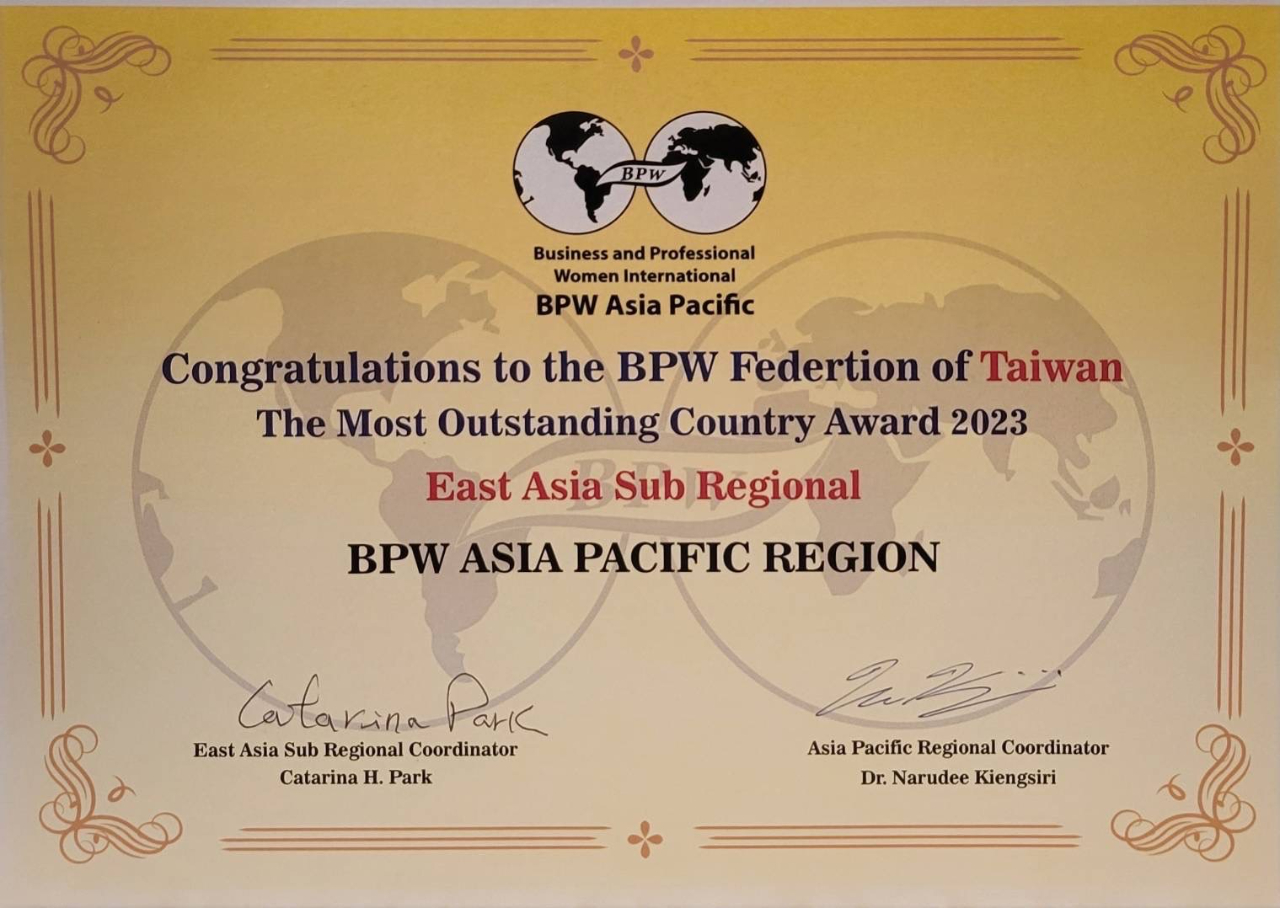 BPW
Business and Professional
Women International
BPW Asia Pacific
Congratulations to the BPW Federtion of Taiwan
The Most Outstanding Country Award 2023
East Asia Sub Regional
BPW
BPW ASIA PACIFIC REGION
Catarina Park
East Asia Sub Regional Coordinator
Catarina H. Park
Asia Pacific Regional Coordinator
Dr. Narudee Kiengsiri